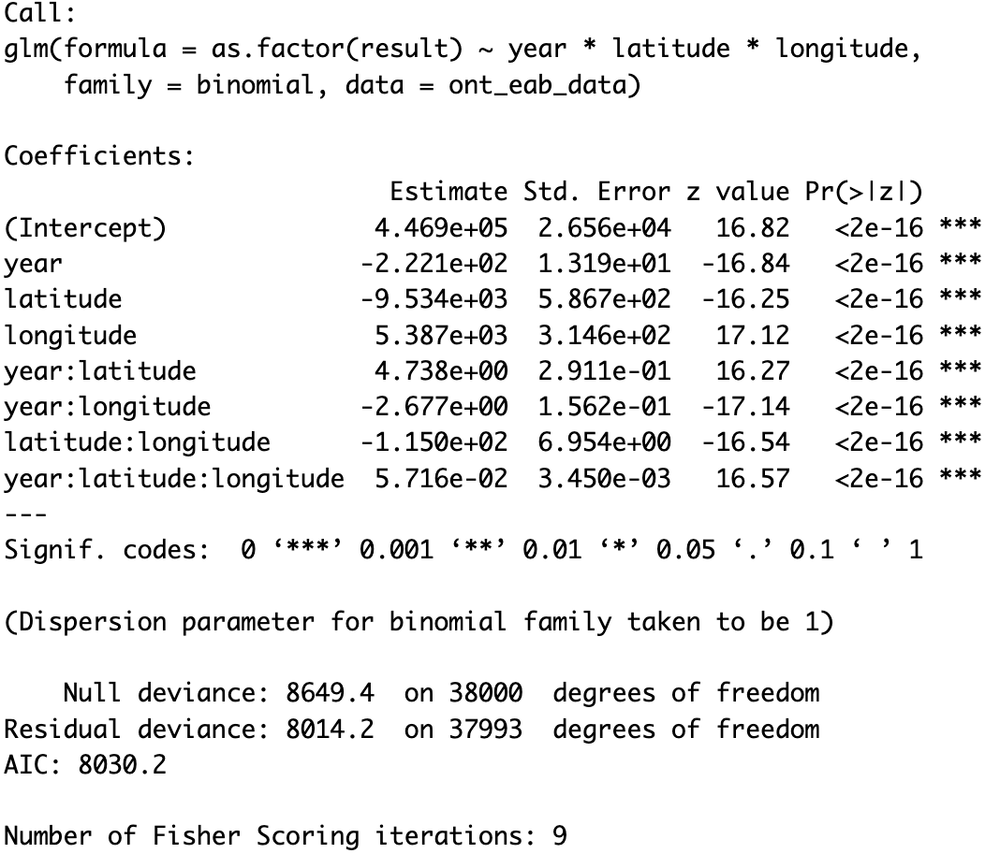 Call:
glm(formula = as.factor(result) ~ year * latitude * longitude,
    family = binomial, data = ont_eab_data)

Coefficients:
                          Estimate Std. Error z value Pr(>|z|)
(Intercept)              4.469e+05  2.656e+04   16.82   <2e-16 ***
year                    -2.221e+02  1.319e+01  -16.84   <2e-16 ***
latitude                -9.534e+03  5.867e+02  -16.25   <2e-16 ***
longitude                5.387e+03  3.146e+02   17.12   <2e-16 ***
year:latitude            4.738e+00  2.911e-01   16.27   <2e-16 ***
year:longitude          -2.677e+00  1.562e-01  -17.14   <2e-16 ***
latitude:longitude      -1.150e+02  6.954e+00  -16.54   <2e-16 ***
year:latitude:longitude  5.716e-02  3.450e-03   16.57   <2e-16 ***
---
Signif. codes:  0 ‘***’ 0.001 ‘**’ 0.01 ‘*’ 0.05 ‘.’ 0.1 ‘ ’ 1

(Dispersion parameter for binomial family taken to be 1)

    Null deviance: 8649.4  on 38000  degrees of freedom
Residual deviance: 8014.2  on 37993  degrees of freedom
AIC: 8030.2

Number of Fisher Scoring iterations: 9